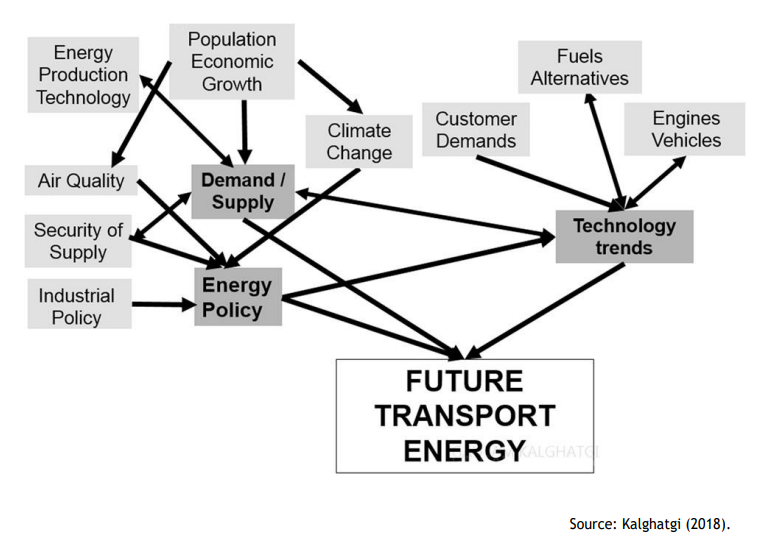 Energy
Production
Technology
Population
Economic
Growth
Climate
Change
Fuels
Alternatives
Customer
Demands
Engines
Vehicles
Air Quality
Demand /
Supply
Security of
Supply
Technology
trends
Industrial
Policy
Energy
Policy
FUTURE
TRANSPORT
ENERGY
KALGHATGI
Source: Kalghatgi (2018).